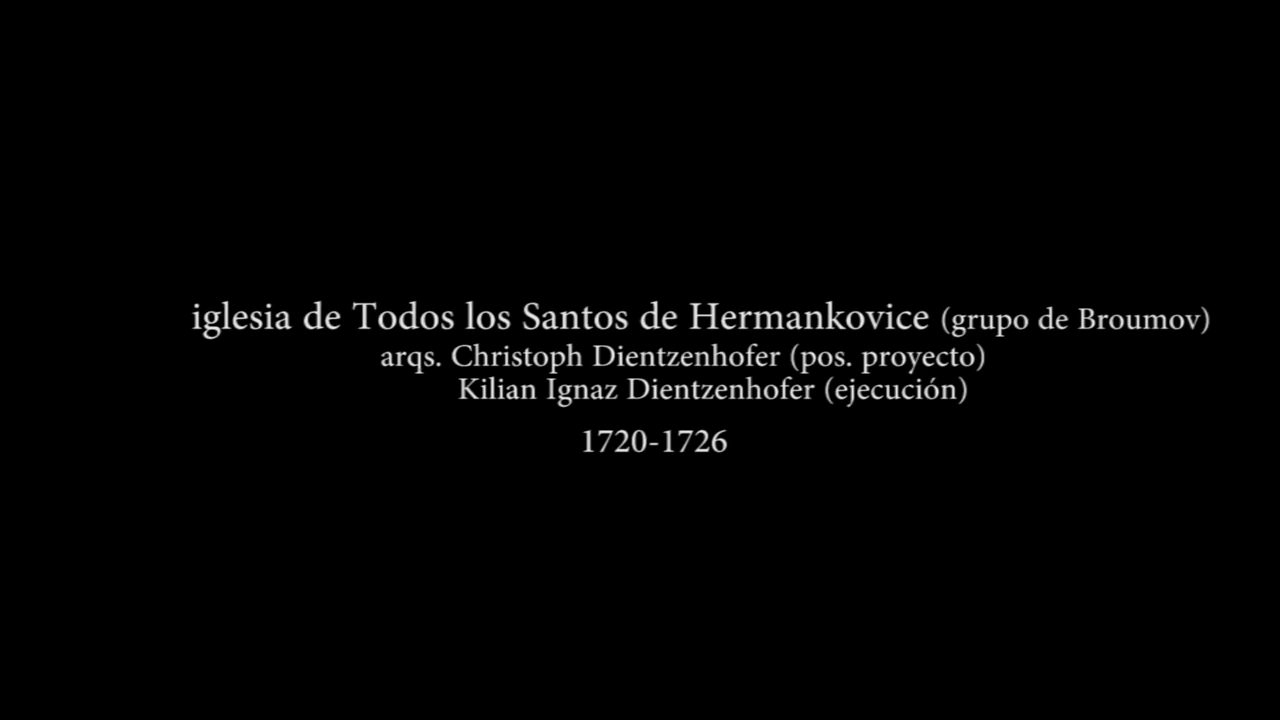 iglesia de Todos los Santos de Hermankovice (grupo de Broumov)
arqs. Christoph Dientzenhofer (pos. proyecto)
Kilian Ignaz Dientzenhofer (ejecución)
1720-1726